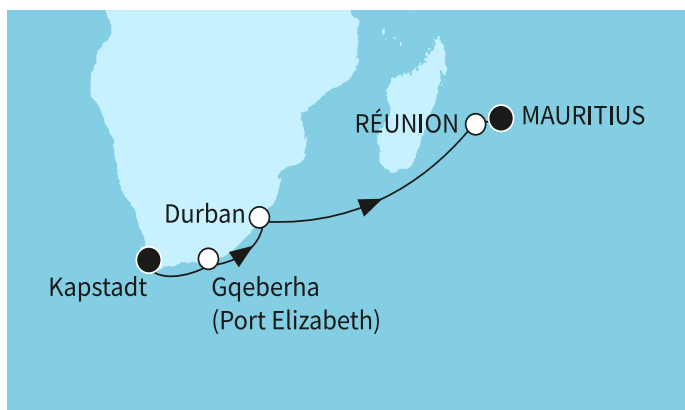 RÉUNION
MAURITIUS
Durban
Kapstadt
Gqeberha
(Port Elizabeth)